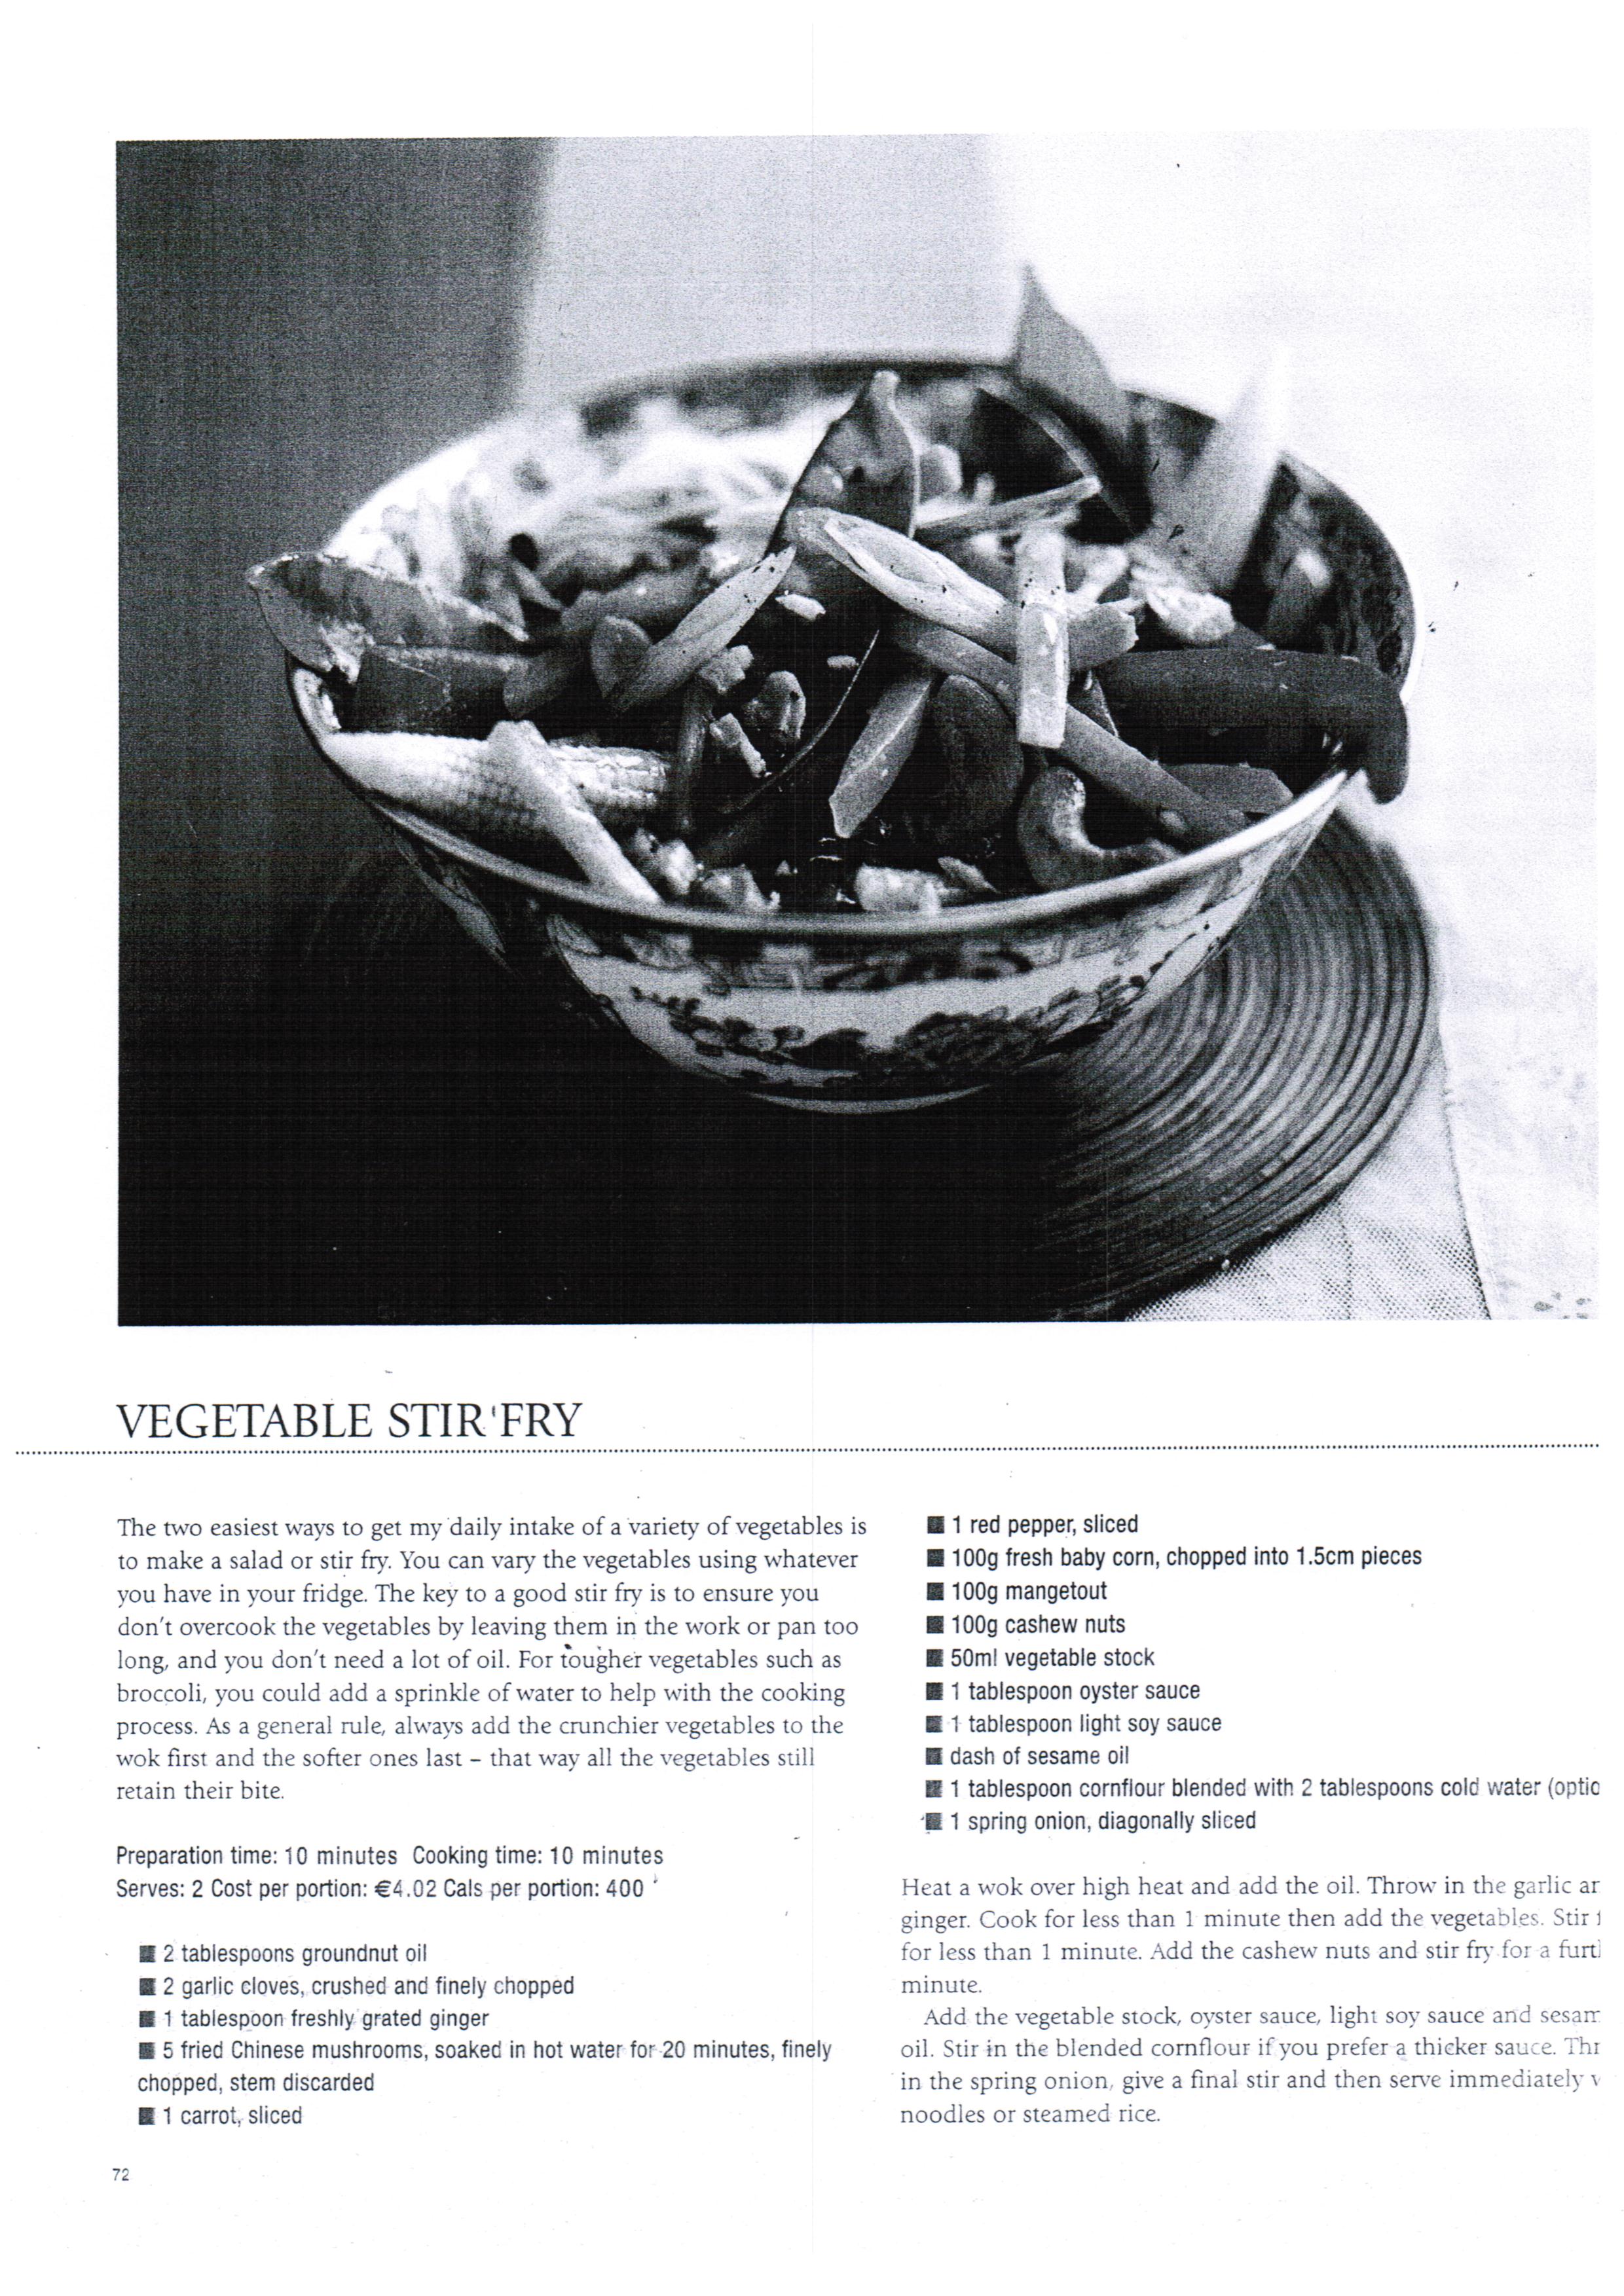 VEGETABLE STIR FRY
The two easiest ways to get my daily intake of a variety of vegetables is
to make a salad or stir fry. You can vary the vegetables using whatever
you have in your fridge. The key to a good stir fry is to ensure you
don't overcook the vegetables by leaving them in the work or pan too
long, and you don't need a lot of oil. For tougher vegetables such as
broccoli, you could add a sprinkle of water to help with the cooking
process. As a general rule, always add the crunchier vegetables to the
wok first and the softer ones last – that way all the vegetables still
retain their bite.
Preparation time: 10 minutes Cooking time: 10 minutes
Serves: 2 Cost per portion: €4.02 Cals per portion: 400
■ 2 tablespoons groundnut oil
■ 2 garlic cloves, crushed and finely chopped
■ 1 tablespoon freshly grated ginger
■ 5 fried Chinese mushrooms, soaked in hot water for 20 minutes, finely
chopped, stem discarded
■ 1 carrot, sliced
■ 1 red pepper, sliced
■ 100g fresh baby corn, chopped into 1.5cm pieces
■ 100g mangetout
■ 100g cashew nuts
■ 50ml vegetable stock
■ 1 tablespoon oyster sauce
■ 1 tablespoon light soy sauce
■ dash of sesame oil
■ 1 tablespoon cornflour blended with 2 tablespoons cold water
■ 1 spring onion, diagonally sliced
Heat a wok over high heat and add the oil. Throw in the garlic
ginger. Cook for less than 1 minute then add the vegetables. Stir
for less than 1 minute. Add the cashew nuts and stir fry for a
minute.
Add the vegetable stock, oyster sauce, light soy sauce and
oil. Stir in the blended cornflour if you prefer a thicker sauce.
in the spring onion, give a final stir and then serve immediately
noodles or steamed rice.
72